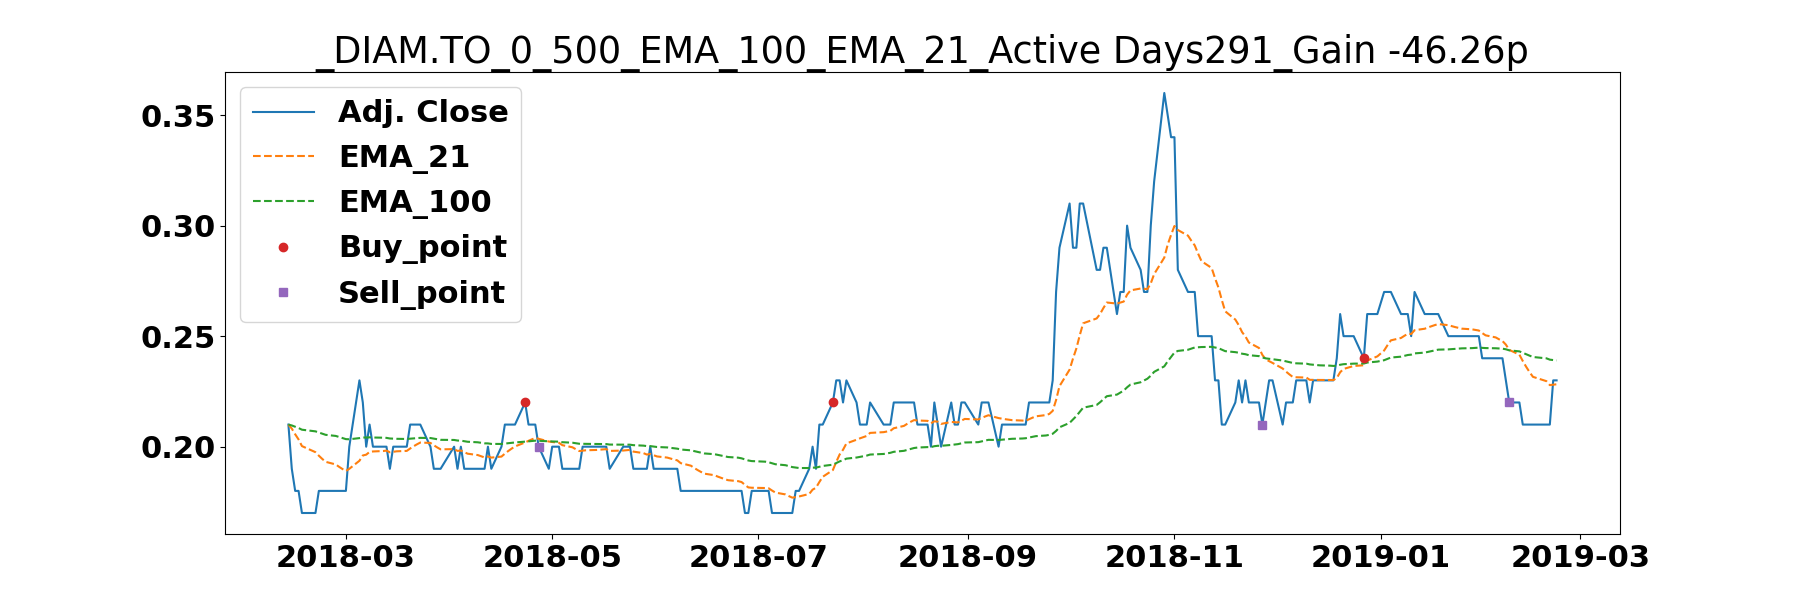 _DIAM.TO_0_500_EMA_100_EMA_21_Active Days291_Gain -46.26p
0.35
0.30
0.25
0.20
Adj. Close
EMA_21
EMA_100
Buy_point
Sell_point
2018-03 2018-05 2018-07 2018-09 2018-11 2019-01 2019-03